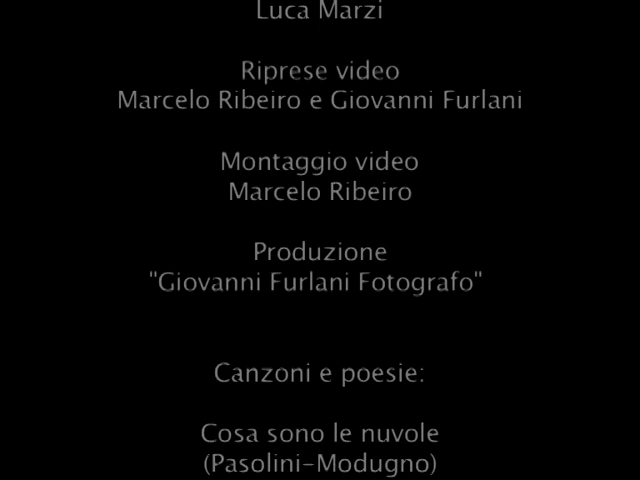 Luca Marzi
Riprese video
Marcelo Ribeiro e Giovanni Furlani
Montaggio video
Marcelo Ribeiro
Produzione
"Giovanni Furlani Fotografo"
Canzoni e poesie:
Cosa sono le nuvole
(Pasolini-Modugno)